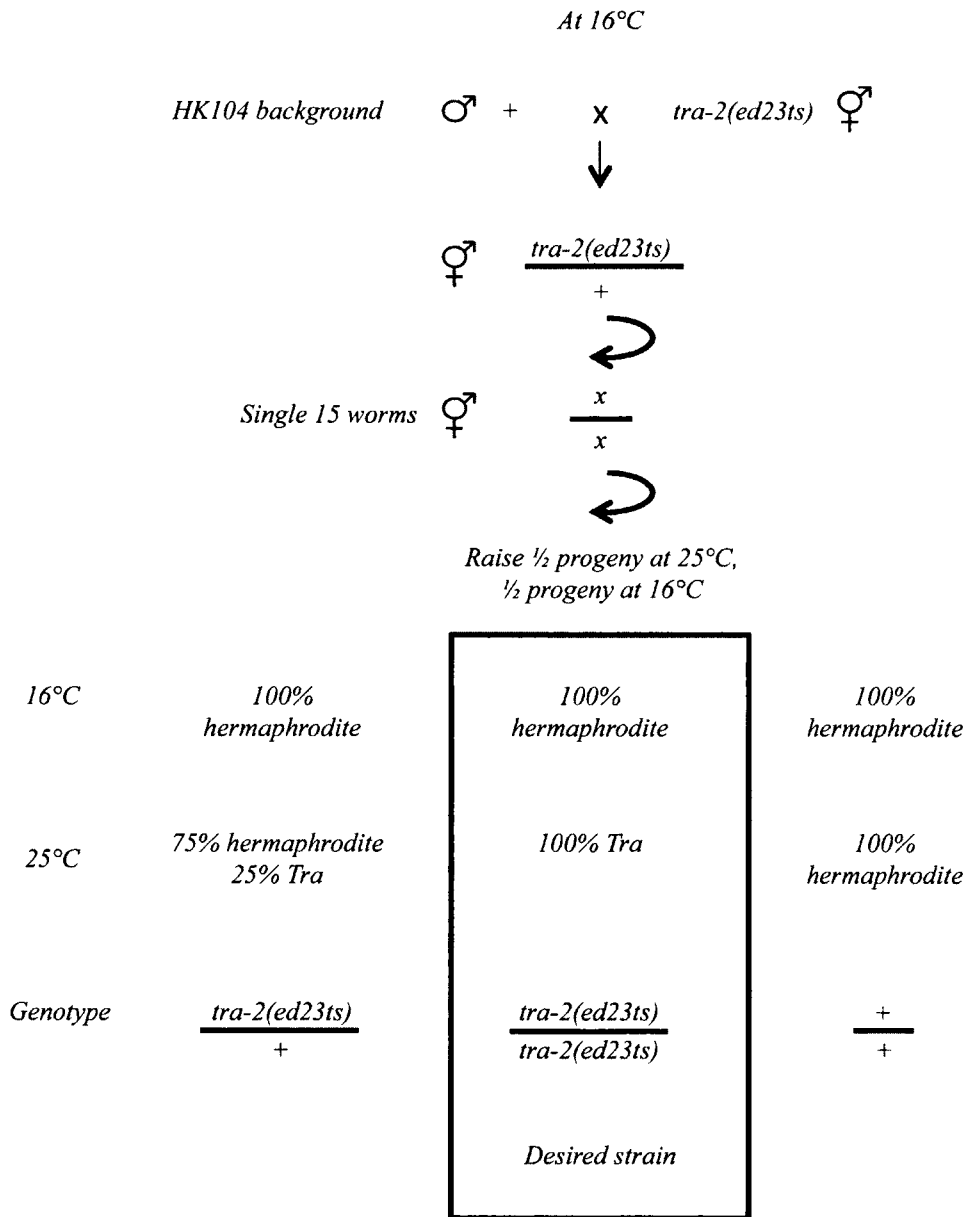 At 16°C
HK104 background ♂ + x tra-2(ed23ts) ⚥
⚥ tra-2(ed23ts)
+
x
Single 15 worms ⚥
x
Raise ½ progeny at 25°C,
½ progeny at 16°C
16°C 100% 100% 100%
hermaphrodite hermaphrodite hermaphrodite
25°C 75% hermaphrodite 100% Tra 100%
25% Tra hermaphrodite
Genotype tra-2(ed23ts) tra-2(ed23ts) +
+ tra-2(ed23ts) +
Desired strain